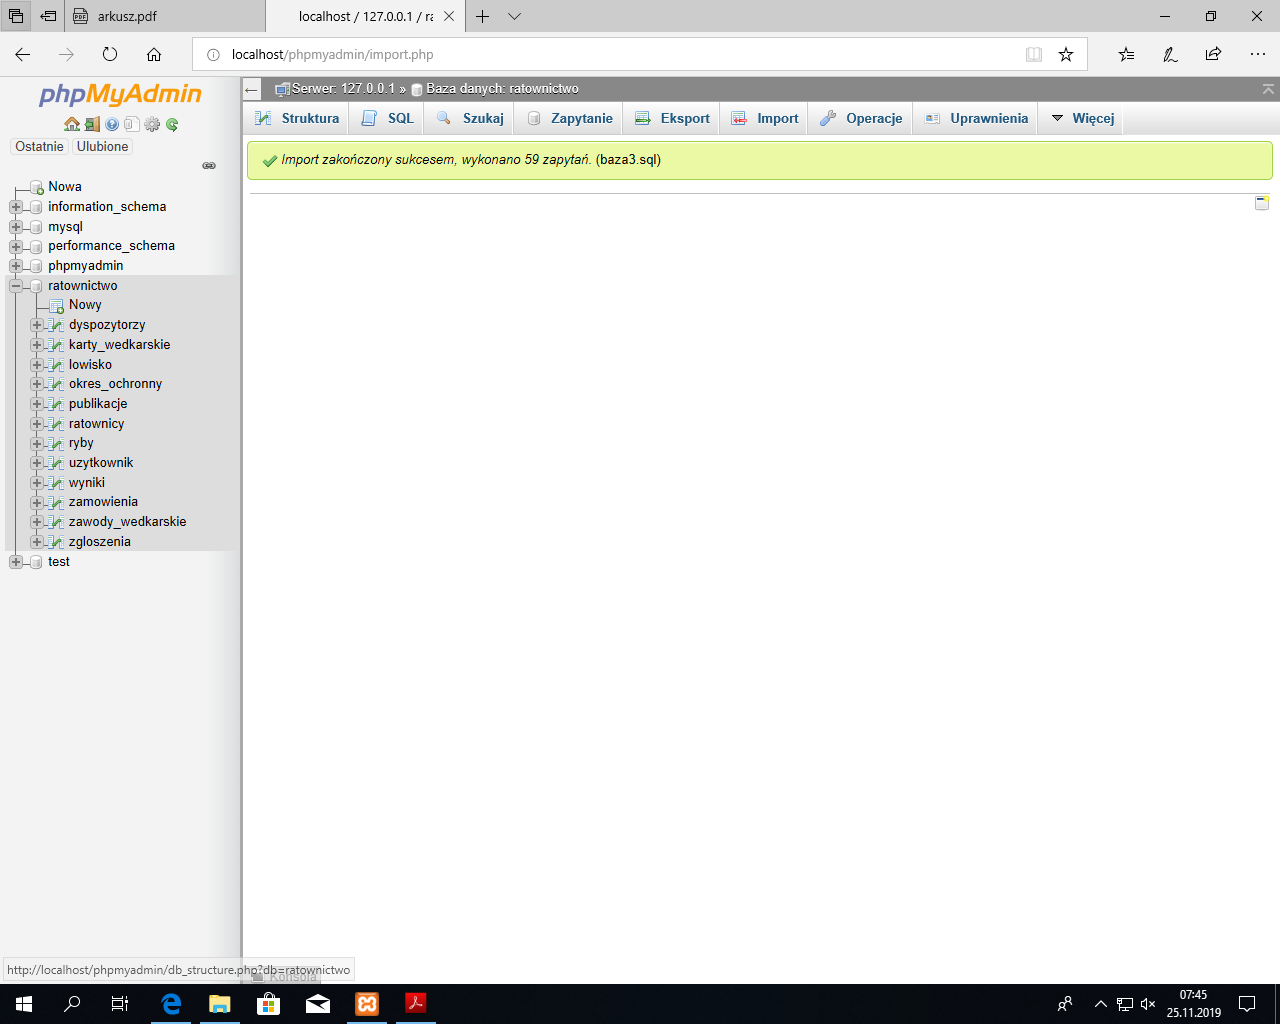 arkusz.pdf
localhost / 127.0.0.1 / ra
localhost/phpmyadmin/import.php
phpMyAdmin
Ostatnie
Ulubione
Nowa
information_schema
mysql
performance_schema
phpmyadmin
ratownictwo
Nowy
dyspozytorzy
karty_wedkarskie
lowisko
okres_ochronny
publikacje
ratownicy
ryby
uzytkownik
wyniki
zamowienia
zawody_wedkarskie
zgloszenia
test
Serwer: 127.0.0.1 » Baza danych: ratownictwo
Struktura SQL Szukaj Zapytanie Eksport Import Operacje Uprawnienia Więcej
Import zakończony sukcesem, wykonano 59 zapytań. (baza3.sql)
http://localhost/phpmyadmin/db_structure.php?db=ratownictwo
Konsola
07:45
25.11.2019